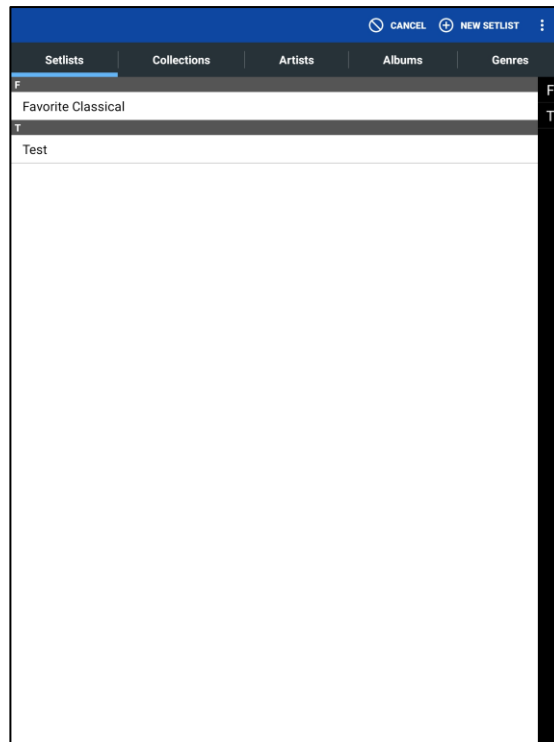 CANCEL NEW SETLIST
Setlists Collections Artists Albums Genres
F
Favorite Classical
T
Test
F
T